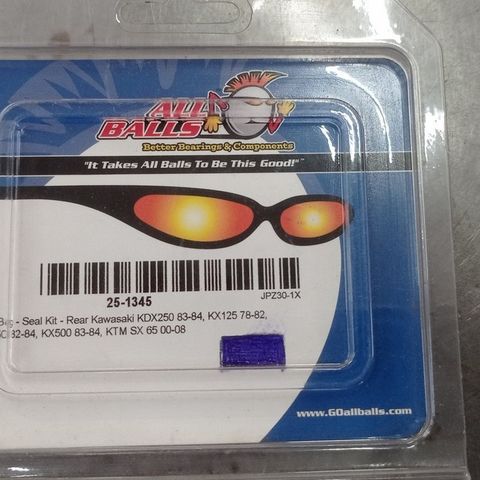 ALL
BALLS
Better Bearings & Components
"It Takes All Balls To Be This Good!"™
25-1345
JPZ30-1X
- Seal Kit - Rear Kawasaki KDX250 83-84, KX125 78-82,
82-84, KX500 83-84, KTM SX 65 00-08
www.GOallballs.com